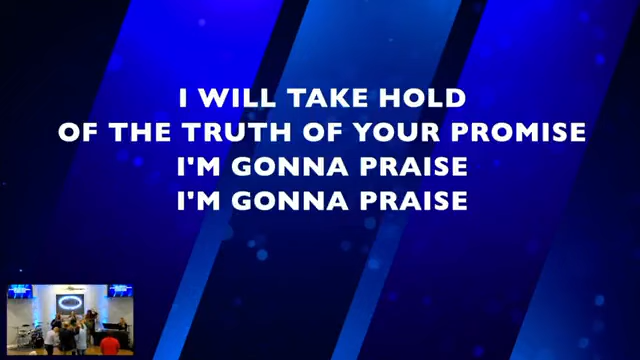 I WILL TAKE HOLD
OF THE TRUTH OF YOUR PROMISE
I'M GONNA PRAISE
I'M GONNA PRAISE